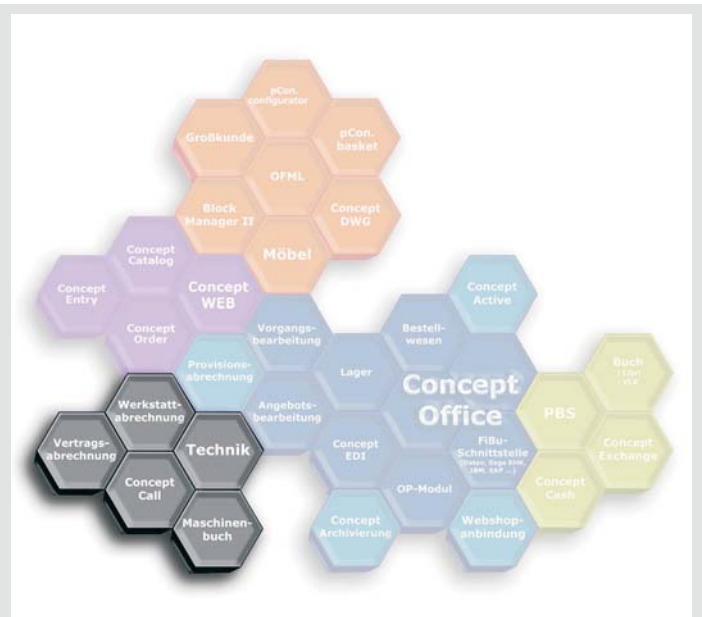 pCon.
configurator
Großkunde
pCon.
basket
OFML
Block
Manager II
Concept
DWG
Möbel
Concept
Catalog
Concept
Entry
Concept
WEB
Concept
Order
Concept
Active
Vorgangs-
bearbeitung
Bestell-
wesen
Provisions-
abrechnung
Lager
Concept
Office
Angebots-
bearbeitung
Buch
PBS
Werkstatt-
abrechnung
Vertrags-
abrechnung
Technik
Concept
EDI
FiBu-
Schnittstelle
Concept
Exchange
Concept
Call
OP-Modul
Concept
Cash
Maschinen-
buch
Concept
Archivierung
Webshop-
anbindung